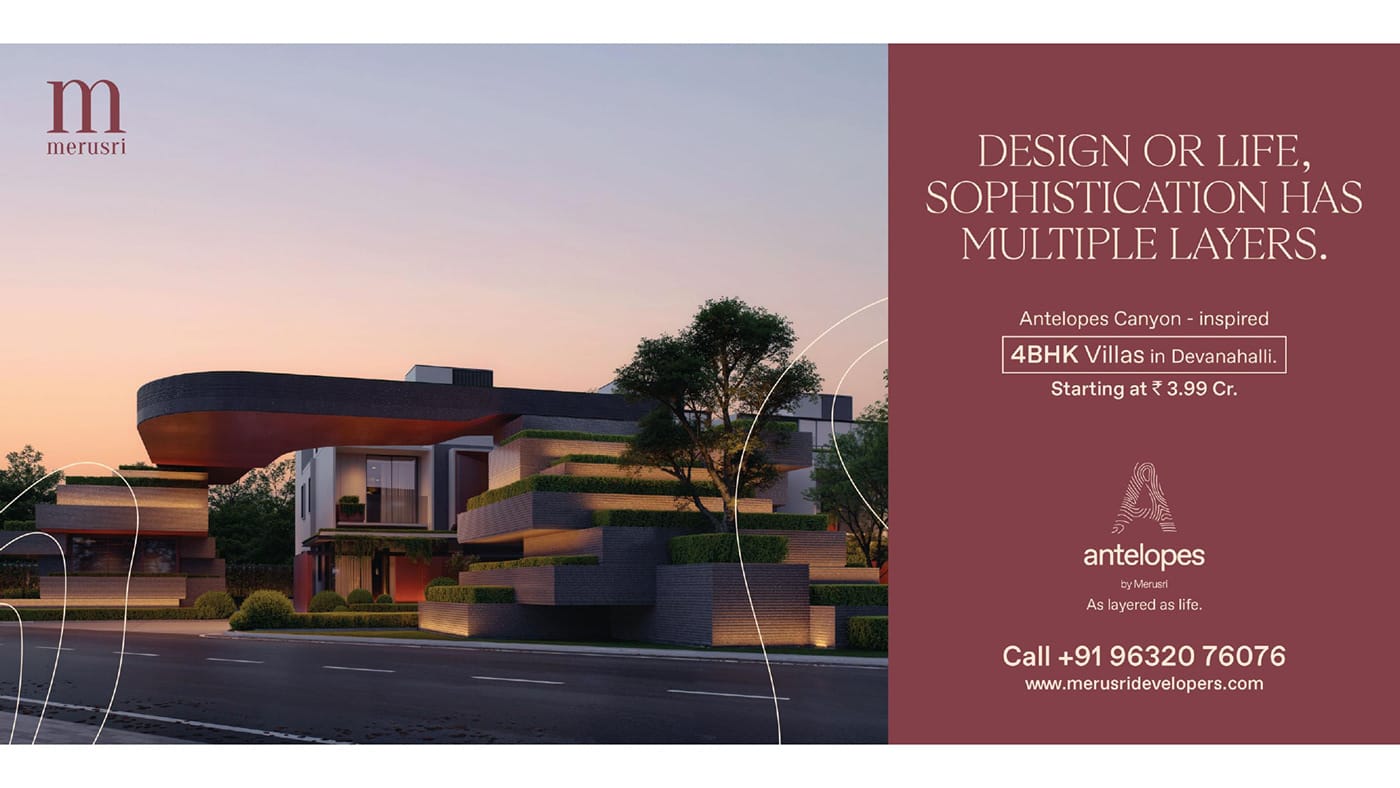 m
merusri
DESIGN OR LIFE,
SOPHISTICATION HAS
MULTIPLE LAYERS.
Antelopes Canyon - inspired
4BHK Villas in Devanahalli.
Starting at ₹ 3.99 Cr.
A
antelopes
by Merusri
As layered as life.
Call +91 96320 76076
www.merusridevelopers.com